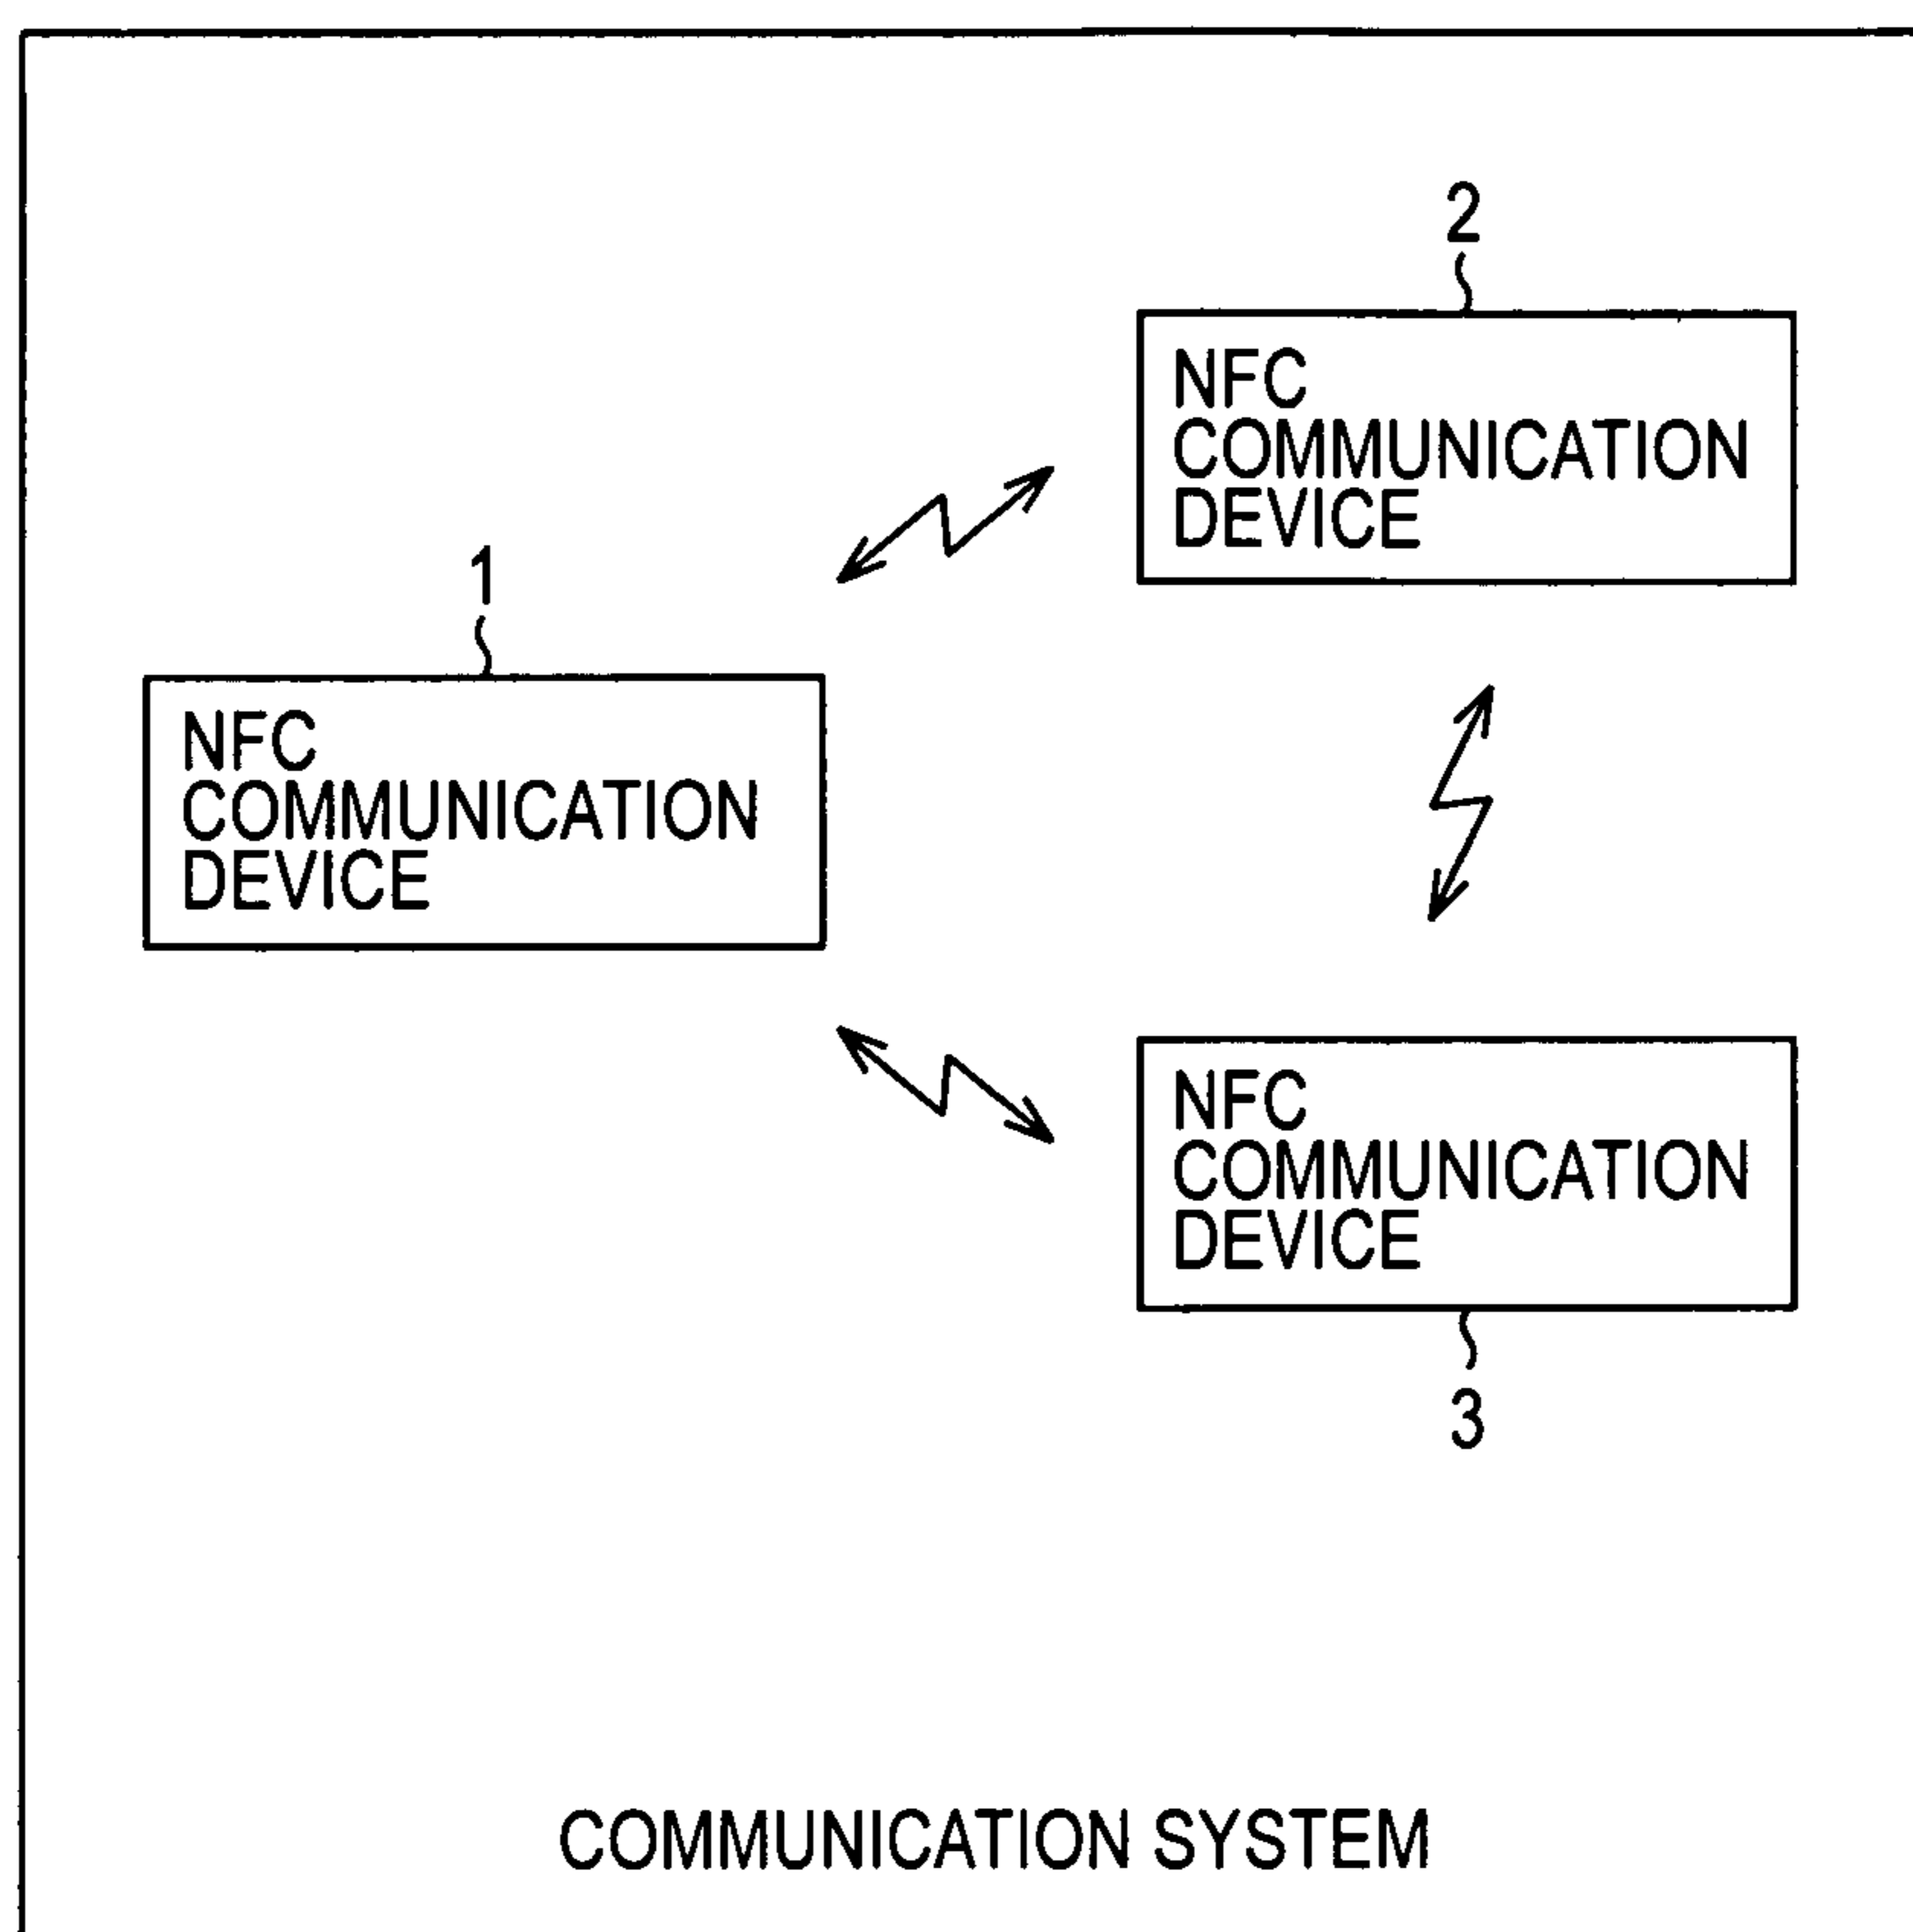 2
NFC
COMMUNICATION
DEVICE
1
NFC
COMMUNICATION
DEVICE
NFC
COMMUNICATION
DEVICE
3
COMMUNICATION SYSTEM